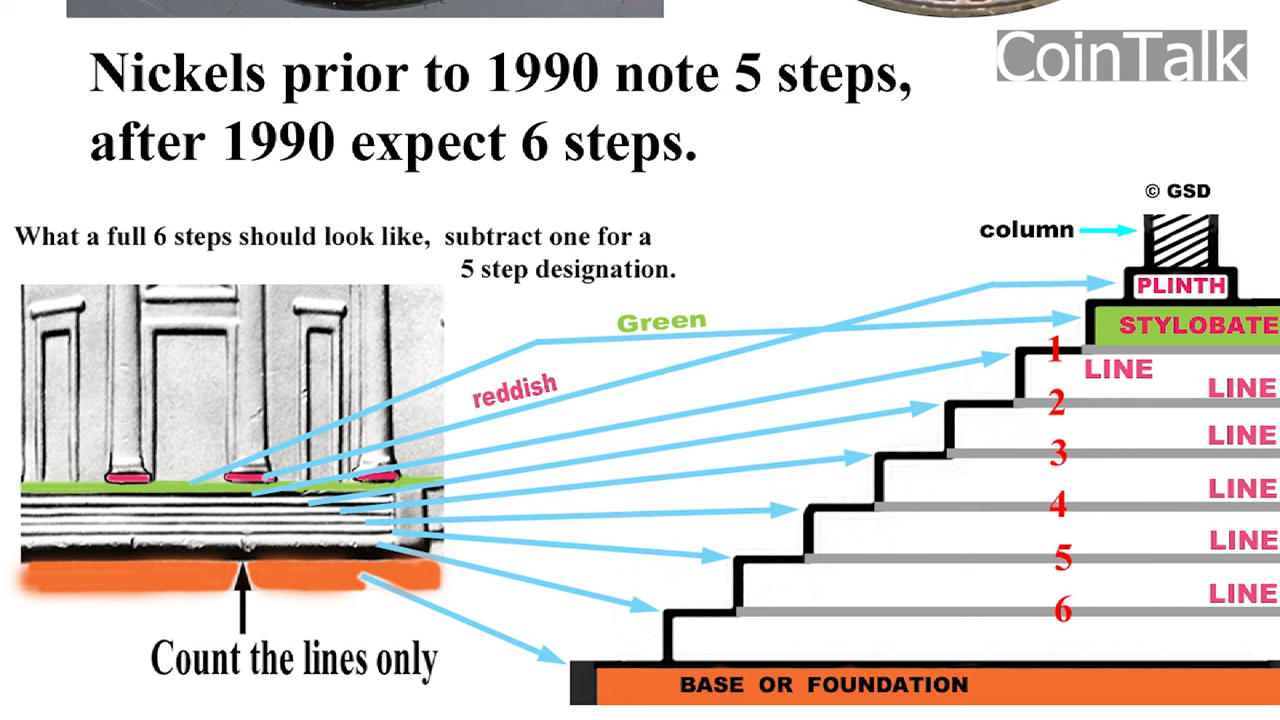 CoinTalk
Nickels prior to 1990 note 5 steps,
after 1990 expect 6 steps.
© GSD
column
What a full 6 steps should look like, subtract one for a
5 step designation.
PLINTH
Green
STYLOBATE
reddish
1
LINE
LINE
2
LINE
3
LINE
4
LINE
5
LINE
6
Count the lines only
BASE OR FOUNDATION